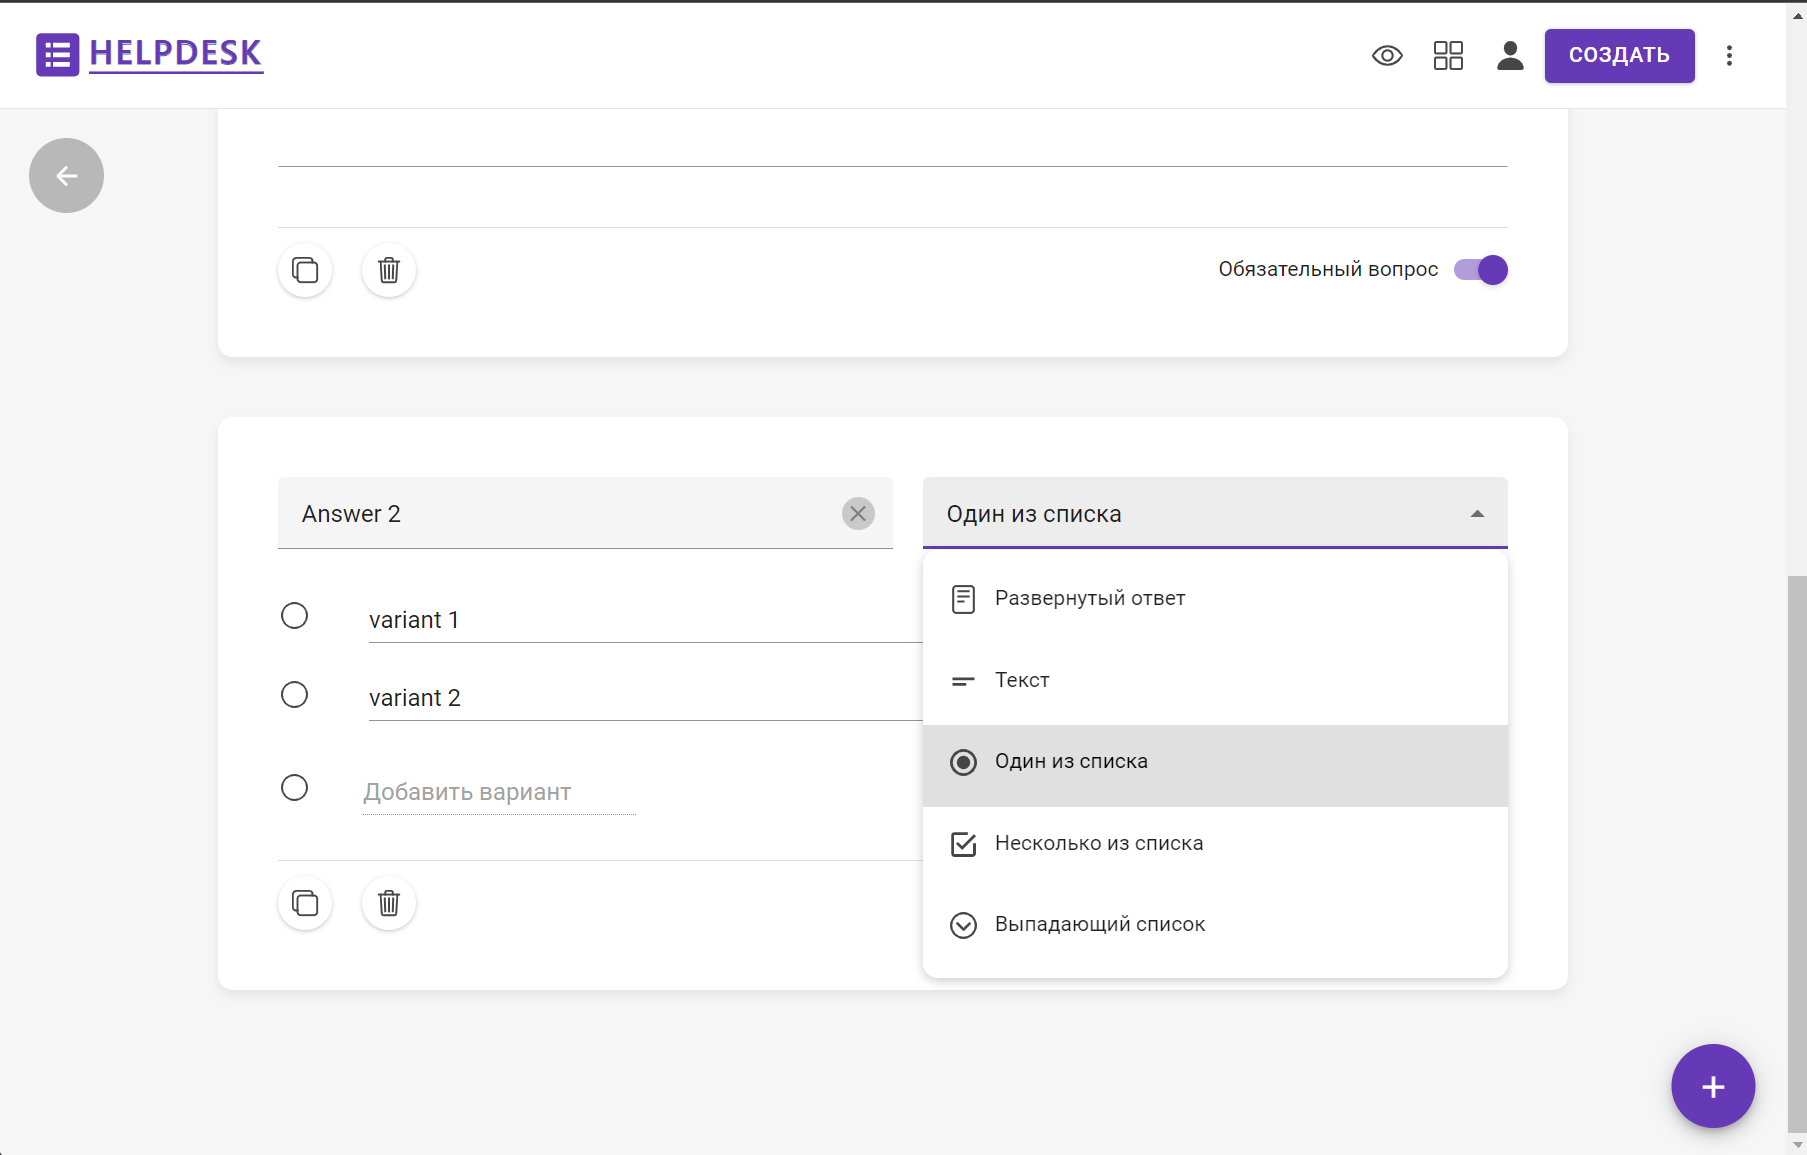 HELPDESK
СОЗДАТЬ
Обязательный вопрос
Answer 2
Один из списка
variant 1
variant 2
Добавить вариант
Развернутый ответ
Текст
Один из списка
Несколько из списка
Выпадающий список